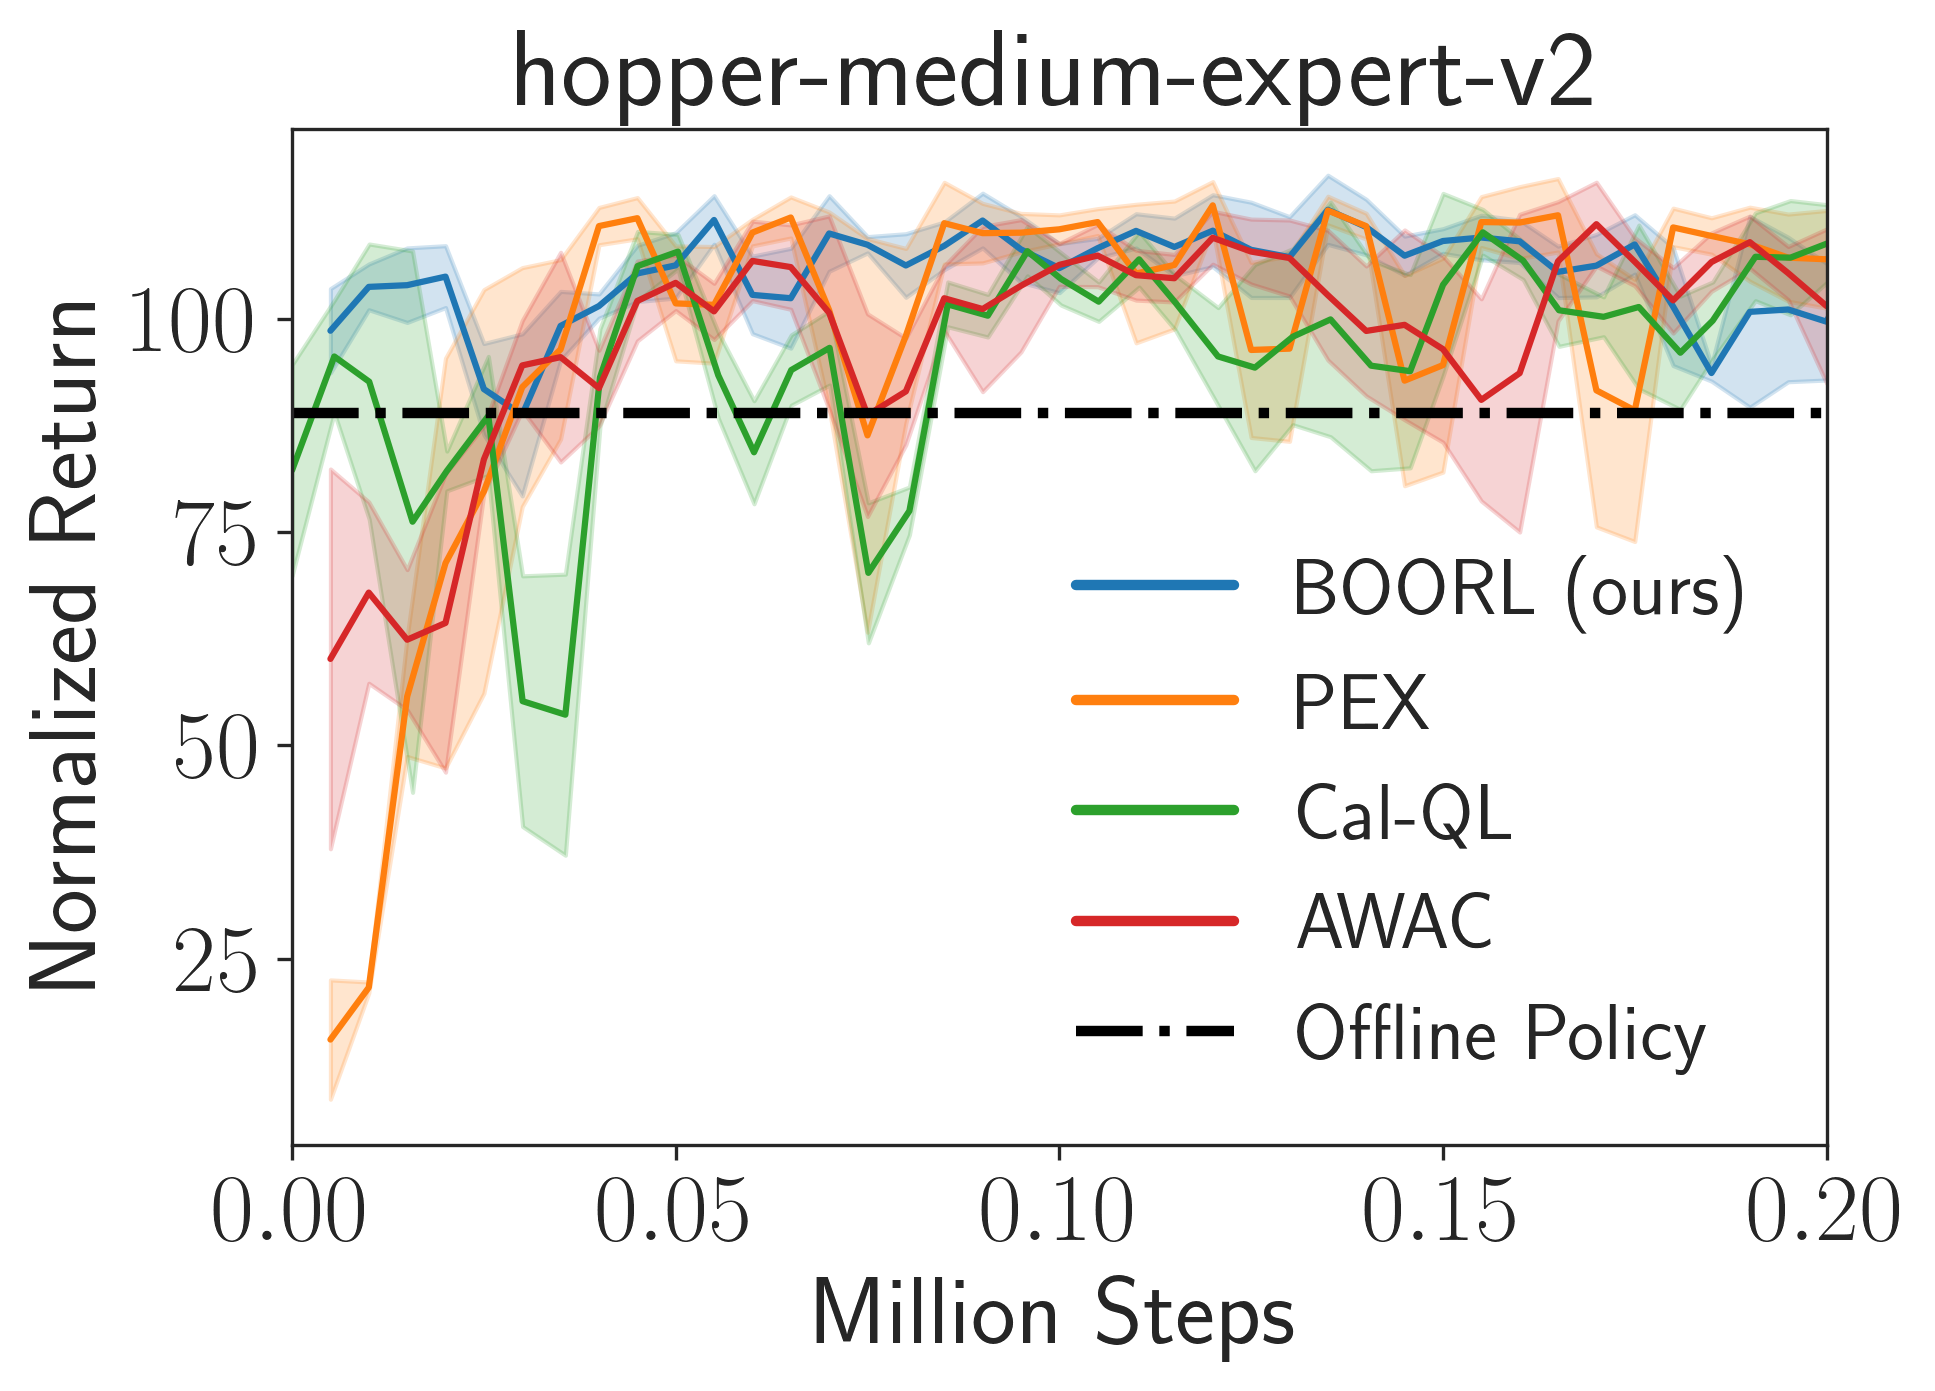 hopper-medium-expert-v2
Normalized Return
100
75
50
25
BOORL (ours)
PEX
Cal-QL
AWAC
Offline Policy
0.00 0.05 0.10 0.15 0.20
Million Steps